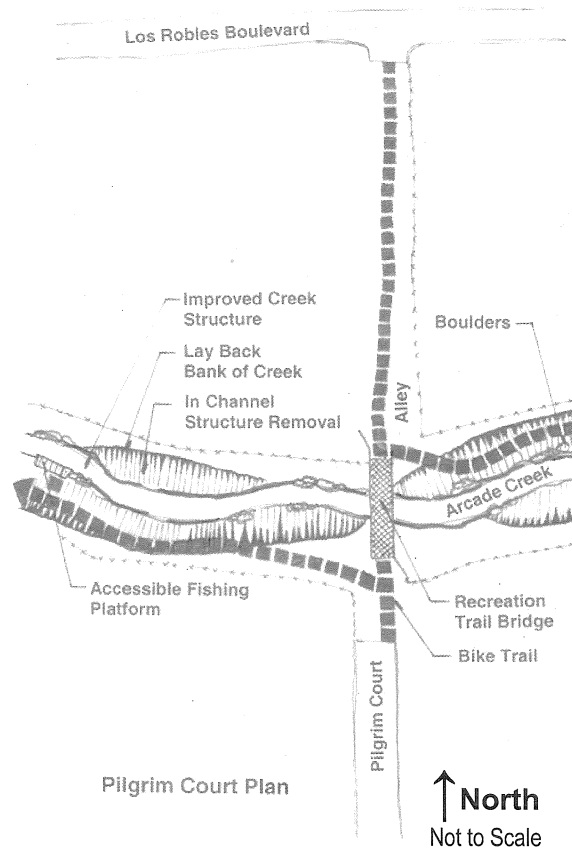 Los Robles Boulevard
Improved Creek
Structure
Boulders
Lay Back
Bank of Creek
In Channel
Structure Removal
Alley
Arcade Creek
Accessible Fishing
Platform
Recreation
Trail Bridge
Bike Trail
Pilgrim Court
Pilgrim Court Plan
North
Not to Scale